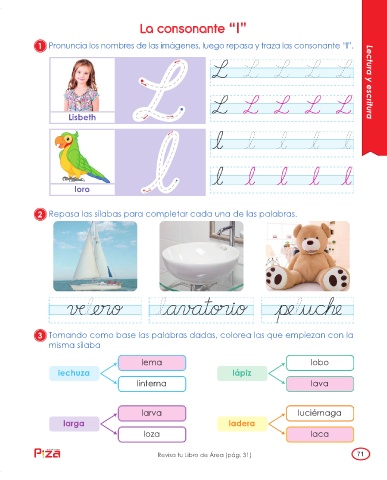 La consonante “l”
1 Pronuncia los nombres de las imágenes, luego repasa y traza las consonante “l”.
Lectura y escritura
L
L L L L L
Lisbeth
L L L L L
l
l l l l l
loro
l l l l l
2 Repasa las sílabas para completar cada una de las palabras.
velero lavatorio peluche
3 Tomando como base las palabras dadas, colorea las que empiezan con la
misma sílaba
lechuza
lema
linterna
lápiz
lobo
lava
larga
larva
loza
ladera
luciérnaga
laca
Piza
Revisa tu Libro de Área (pág. 31)
71